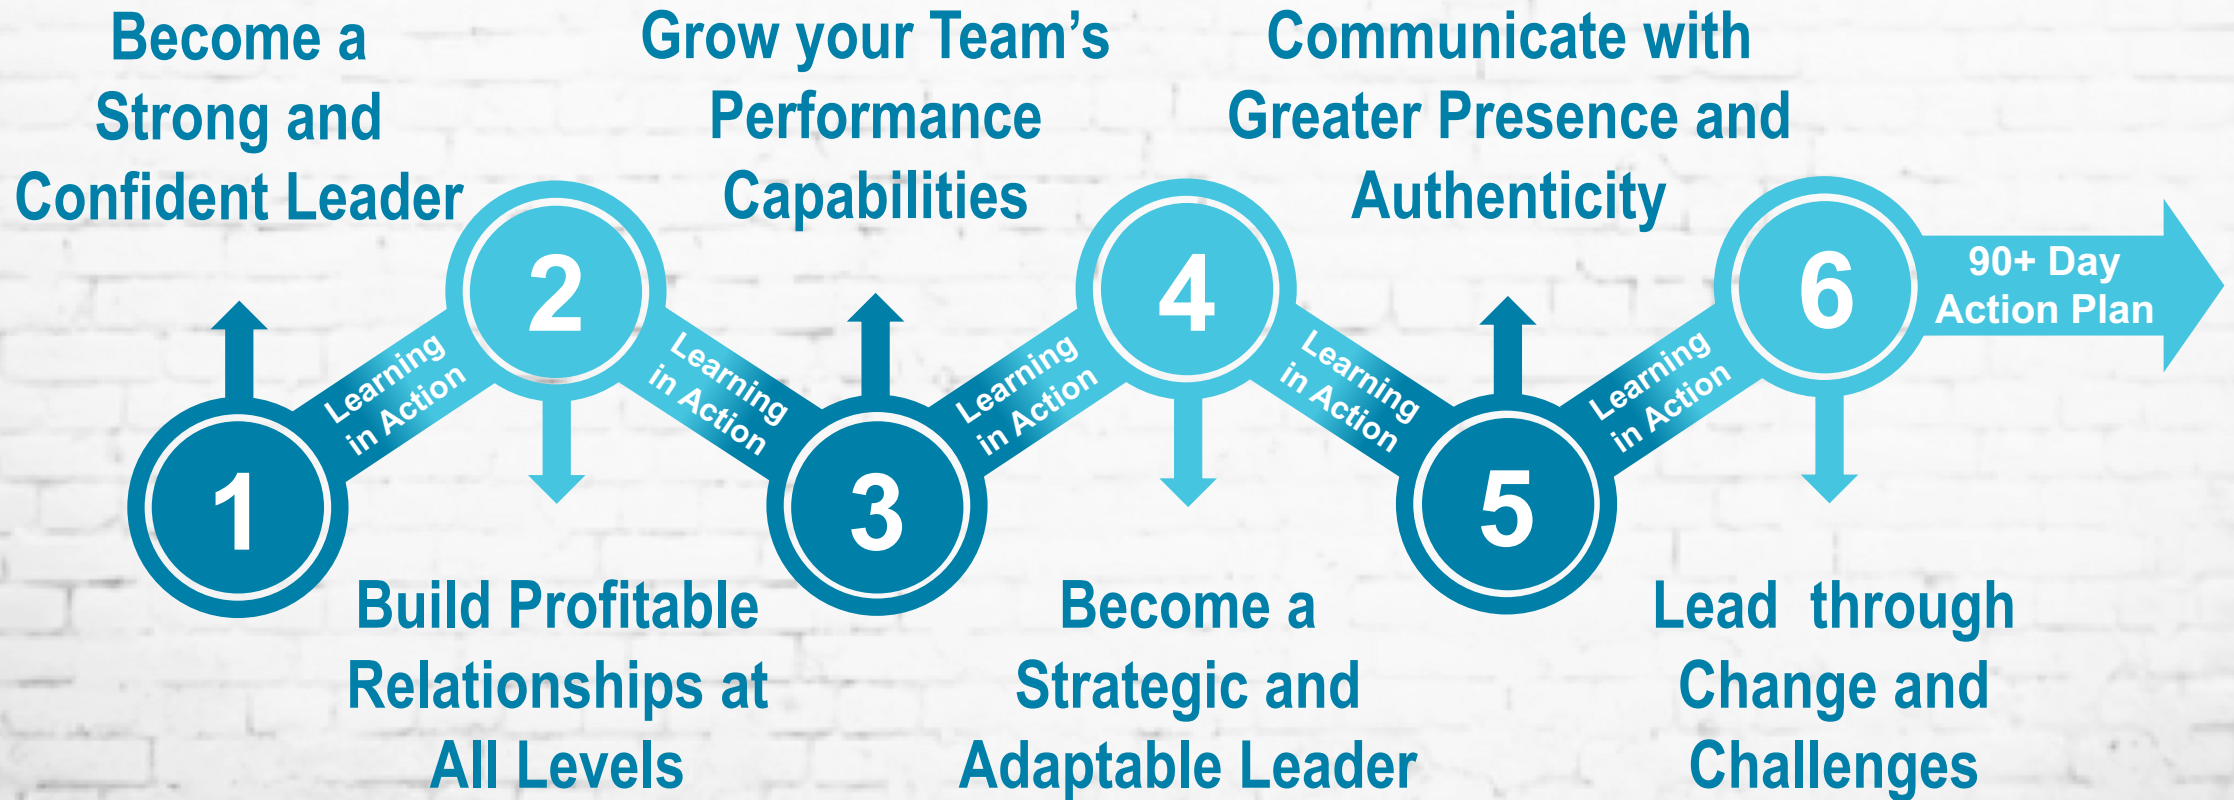 Become a
Strong and
Confident Leader
Grow your Team's
Performance
Capabilities
Communicate with
Greater Presence and
Authenticity
1
Learning
in Action
2
Learning
in Action
3
Learning
in Action
4
Learning
in Action
5
Learning
in Action
6
90+ Day
Action Plan
Build Profitable
Relationships at
All Levels
Become a
Strategic and
Adaptable Leader
Lead  through
Change and
Challenges